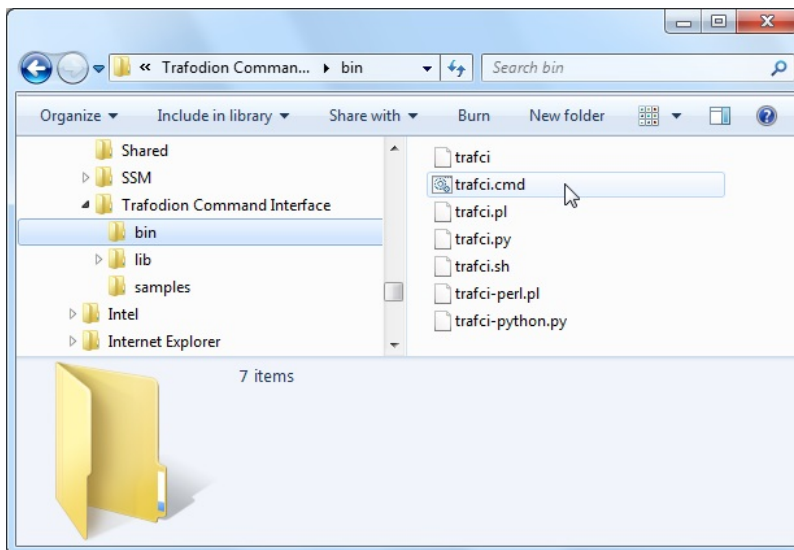 « Trafodion Comman... bin
Search bin
Organize Include in library Share with Burn New folder
Shared
SSM
Trafodion Command Interface
bin
lib
samples
Intel
Internet Explorer
trafci
trafci.cmd
trafci.pl
trafci.py
trafci.sh
trafci-perl.pl
trafci-python.py
7 items